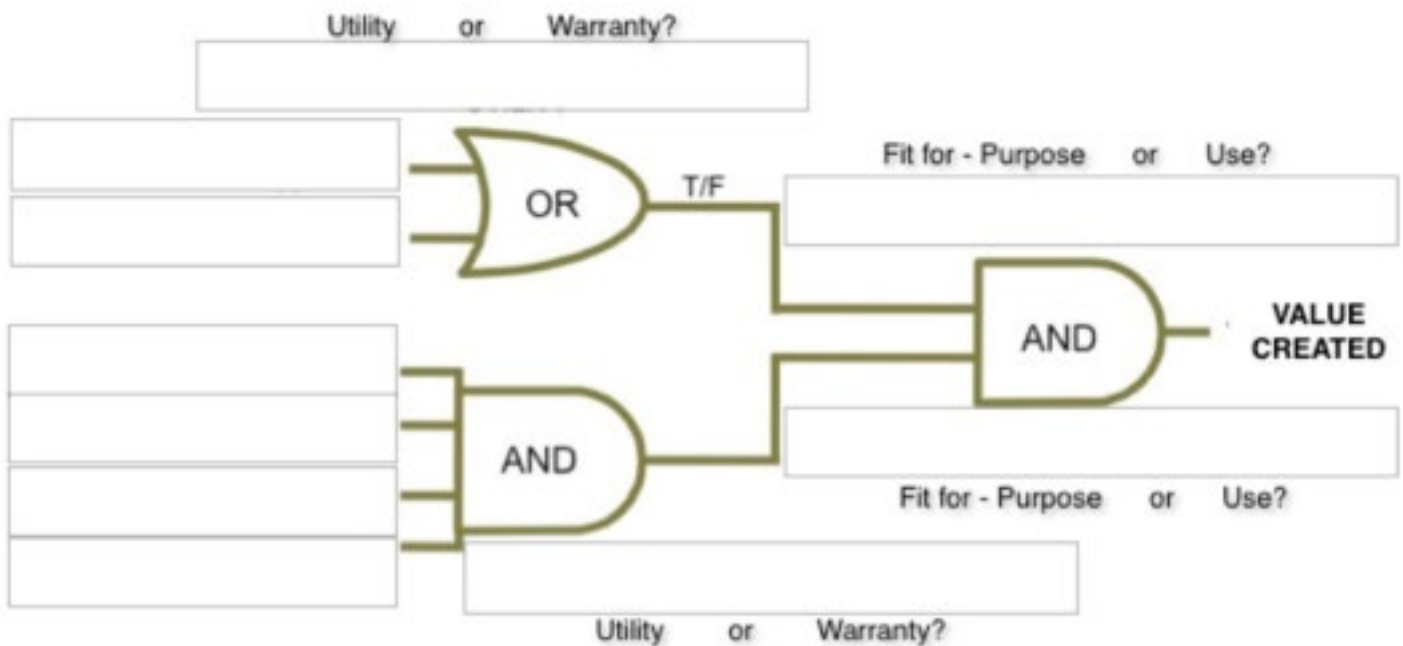 Utility or Warranty?
Fit for - Purpose or Use?
T/F
OR
VALUE
CREATED
AND
AND
Fit for - Purpose or Use?
Utility or Warranty?